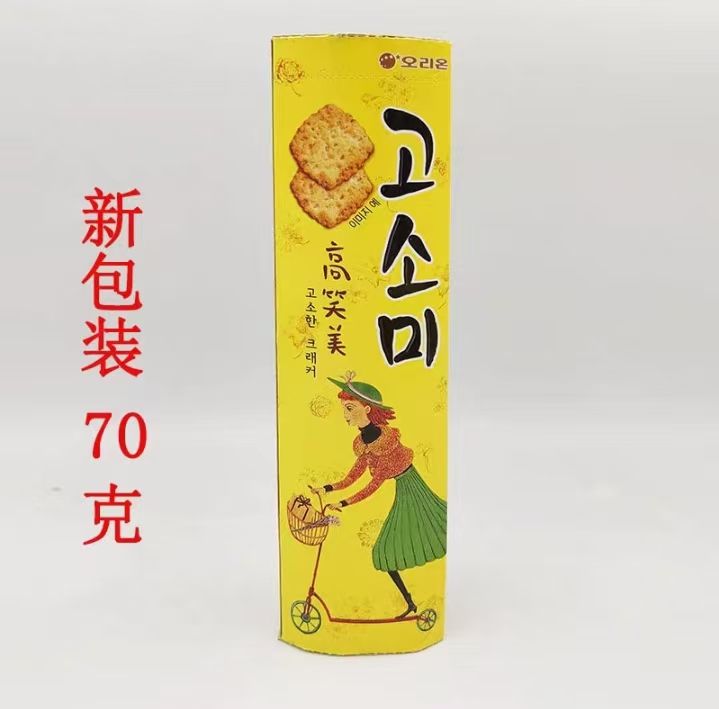 新包装 70 克
오리온
고소미
이미지 예
高笑美
고소한 크래커